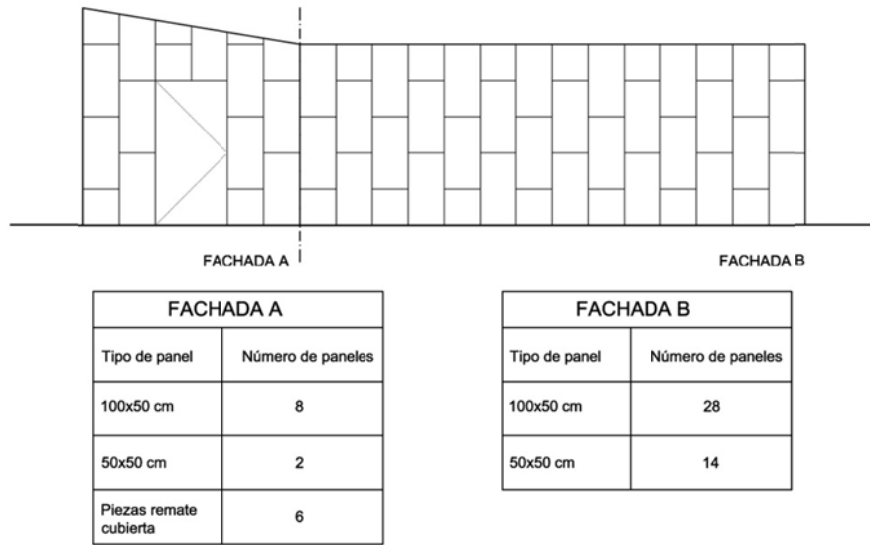 FACHADA A
FACHADA B
FACHADA A
Tipo de panel
Número de paneles
100x50 cm
8
50x50 cm
2
Piezas remate
cubierta
6
FACHADA B
Tipo de panel
Número de paneles
100x50 cm
28
50x50 cm
14